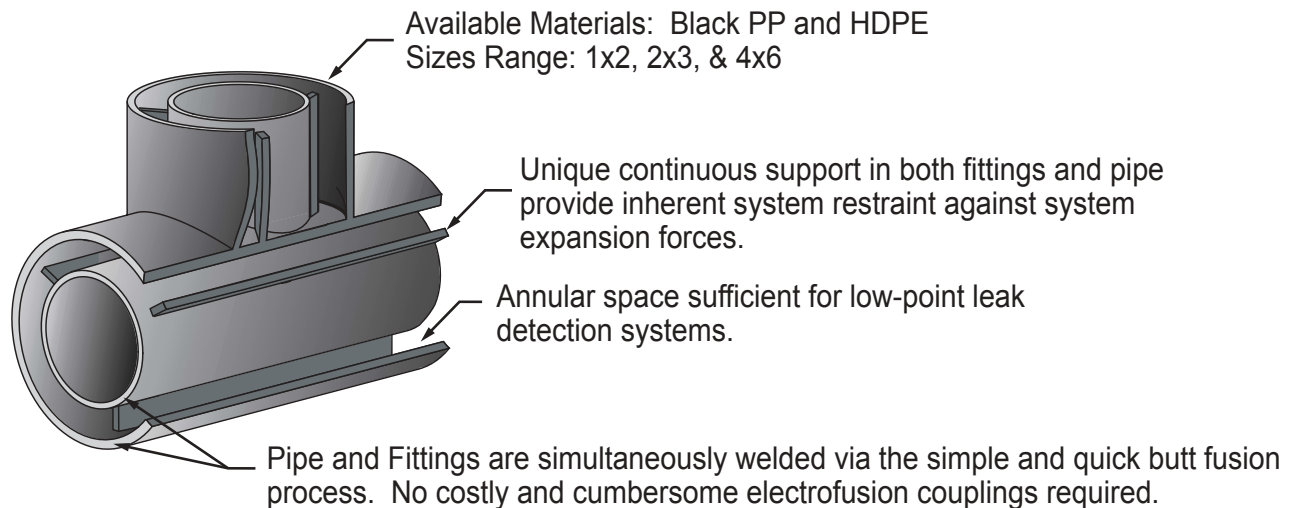 Available Materials:  Black PP and HDPE
Sizes Range: 1x2, 2x3, & 4x6
Unique continuous support in both fittings and pipe
provide inherent system restraint against system
expansion forces.
Annular space sufficient for low-point leak
detection systems.
Pipe and Fittings are simultaneously welded via the simple and quick butt fusion
process.  No costly and cumbersome electrofusion couplings required.